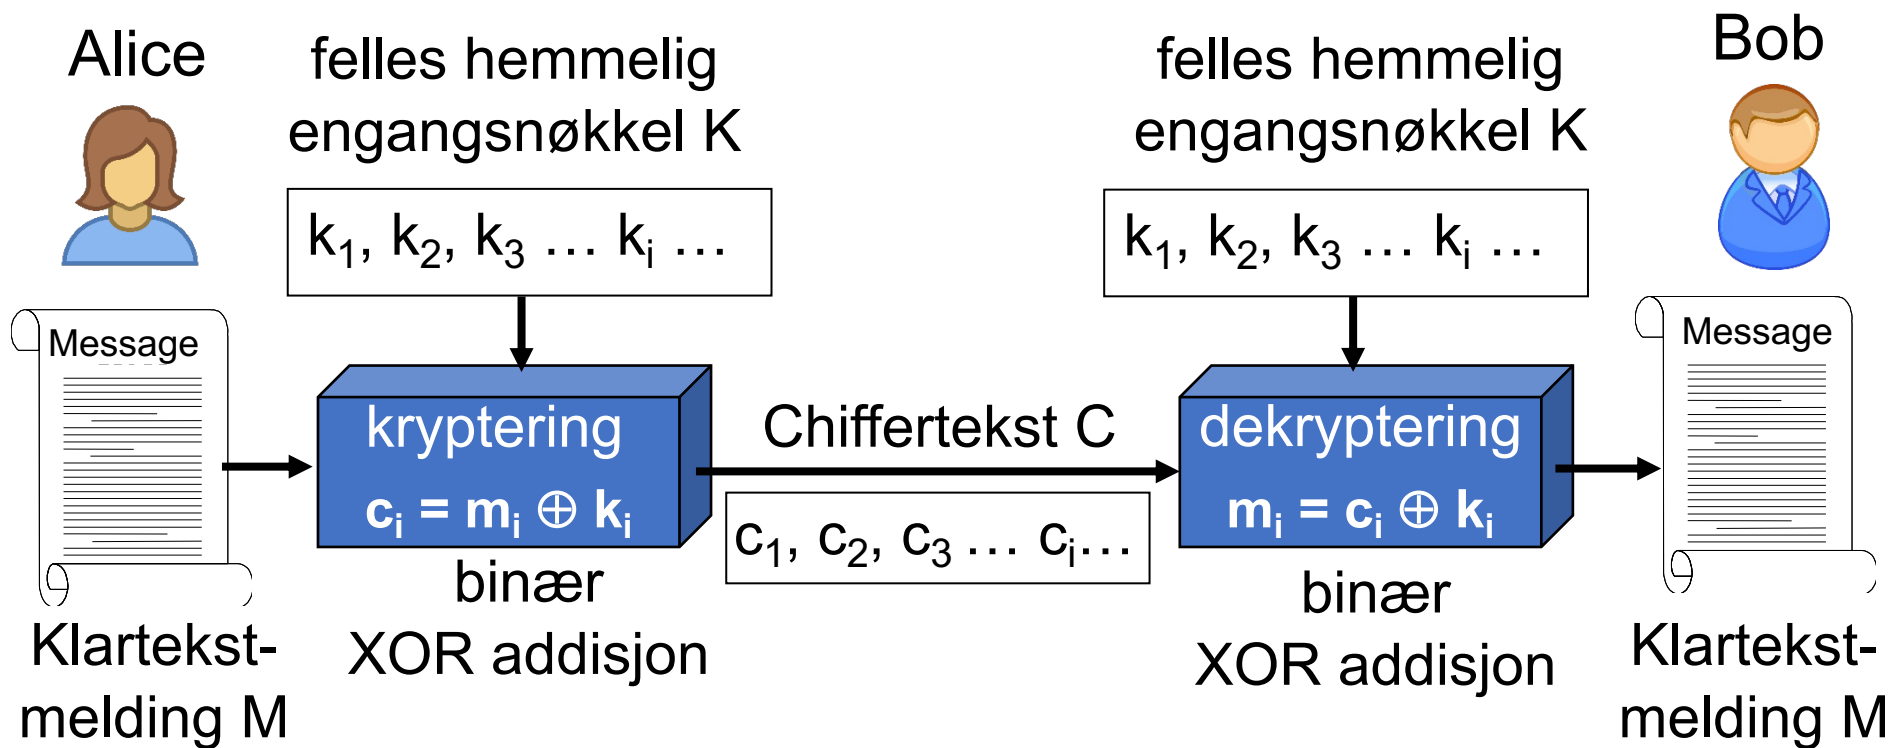 Alice
felles hemmelig
engangsnøkkel K
k₁, k₂, k₃ … kᵢ …
felles hemmelig
engangsnøkkel K
k₁, k₂, k₃ … kᵢ …
Bob
Message
kryptering
cᵢ = mᵢ ⊕ kᵢ
binær
XOR addisjon
Chiffertekst C
c₁, c₂, c₃ … cᵢ…
dekryptering
mᵢ = cᵢ ⊕ kᵢ
binær
XOR addisjon
Message
Klartekst-
melding M
Klartekst-
melding M